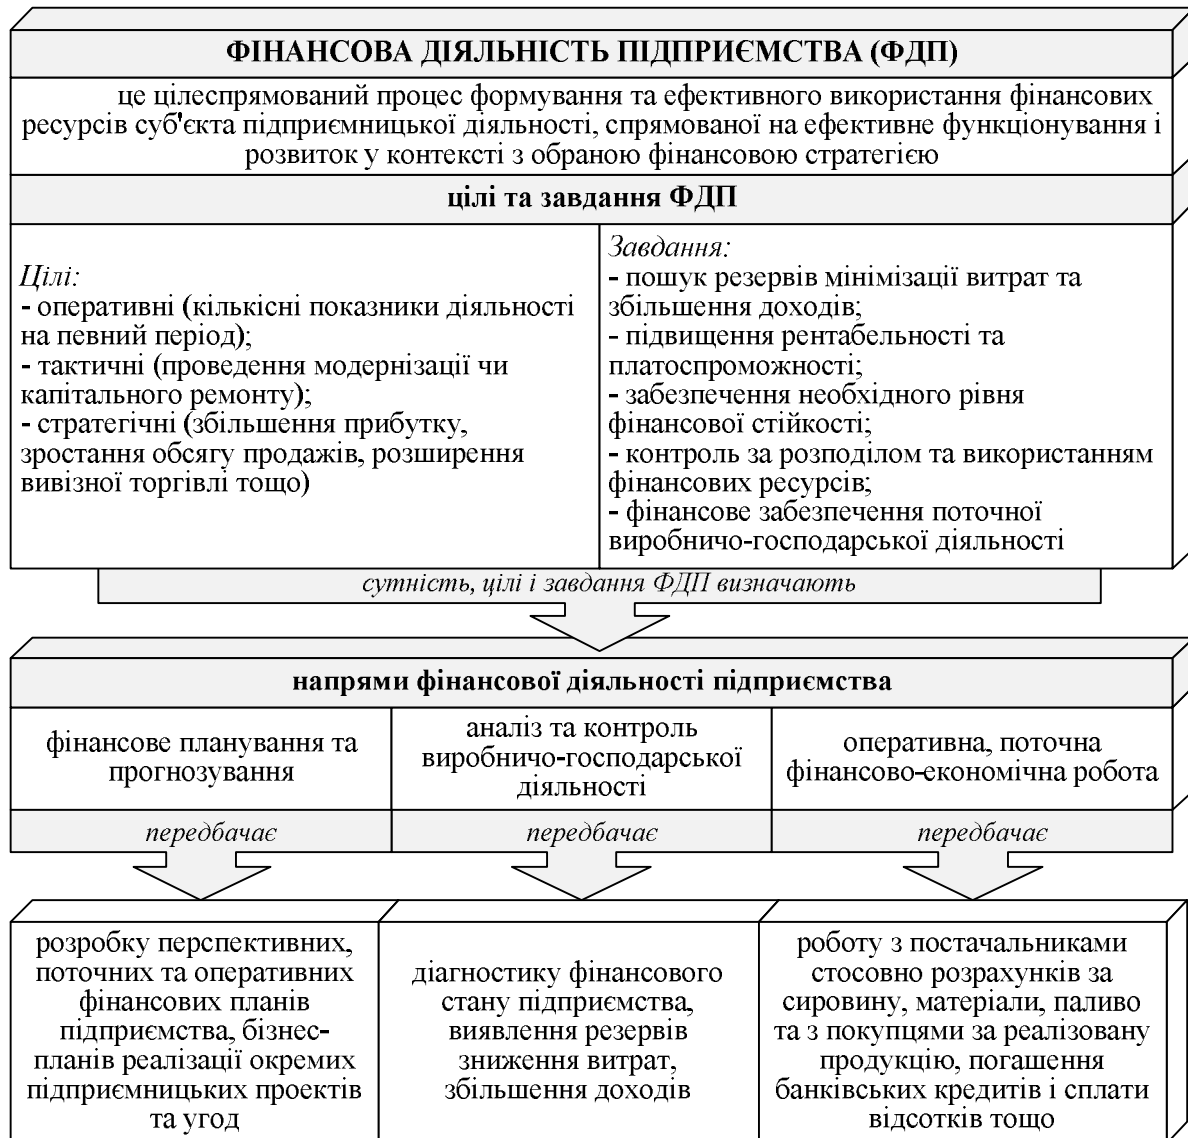 ФІНАНСОВА ДІЯЛЬНІСТЬ ПІДПРИЄМСТВА (ФДП)
це цілеспрямований процес формування та ефективного використання фінансових
ресурсів суб'єкта підприємницької діяльності, спрямованої на ефективне функціонування і
розвиток у контексті з обраною фінансовою стратегією
цілі та завдання ФДП
Цілі:
- оперативні (кількісні показники діяльності
на певний період);
- тактичні (проведення модернізації чи
капітального ремонту);
- стратегічні (збільшення прибутку,
зростання обсягу продажів, розширення
вивізної торгівлі тощо)
Завдання:
- пошук резервів мінімізації витрат та
збільшення доходів;
- підвищення рентабельності та
платоспроможності;
- забезпечення необхідного рівня
фінансової стійкості;
- контроль за розподілом та використанням
фінансових ресурсів;
- фінансове забезпечення поточної
виробничо-господарської діяльності
сутність, цілі і завдання ФДП визначають
напрями фінансової діяльності підприємства
фінансове планування та
прогнозування
аналіз та контроль
виробничо-господарської
діяльності
оперативна, поточна
фінансово-економічна робота
передбачає
передбачає
передбачає
розробку перспективних,
поточних та оперативних
фінансових планів
підприємства, бізнес-
планів реалізації окремих
підприємницьких проектів
та угод
діагностику фінансового
стану підприємства,
виявлення резервів
зниження витрат,
збільшення доходів
роботу з постачальниками
стосовно розрахунків за
сировину, матеріали, паливо
та з покупцями за реалізовану
продукцію, погашення
банківських кредитів і сплати
відсотків тощо